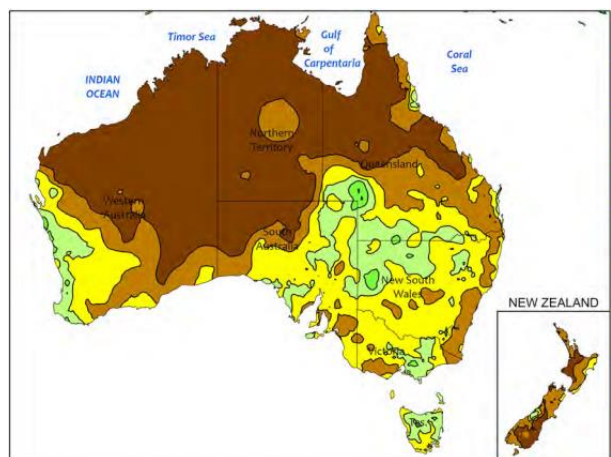 Timor Sea
Gulf
of
Carpentaria
Coral
Sea
INDIAN
OCEAN
Northern
Territory
Queensland
Western
Australia
South
Australia
New South
Wales
NEW ZEALAND
Victoria
Tas.